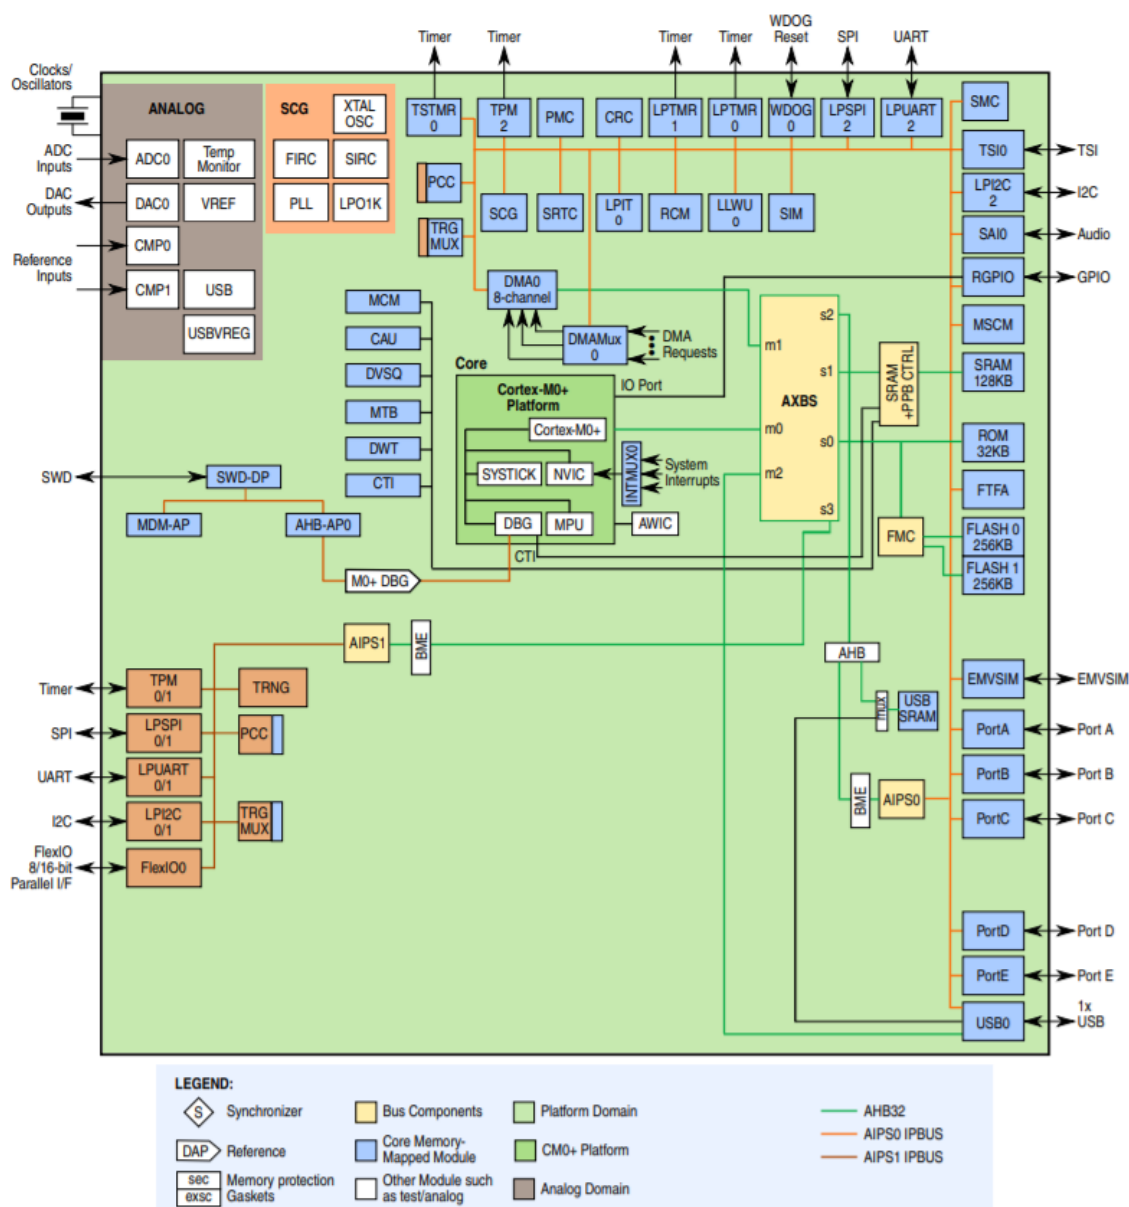 Timer
Timer
Timer
Timer
WDOG
Reset
SPI
UART
Clocks/
Oscillators
ADC
Inputs
DAC
Outputs
Reference
Inputs
ANALOG
ADC0
Temp
Monitor
DAC0
VREF
CMP0
CMP1
USB
USBVREG
SCG
XTAL
OSC
FIRC
SIRC
PLL
LPO1K
TSTMR
0
TPM
2
PMC
CRC
LPTMR
1
LPTMR
0
WDOG
0
LPSPI
2
LPUART
2
SMC
PCC
TRG
MUX
SCG
SRTC
LPIT
0
RCM
LLWU
0
SIM
TSI0
TSI
LPI2C
2
I2C
SAI0
Audio
RGPIO
GPIO
MSCM
SRAM
128KB
ROM
32KB
FTFA
FLASH 0
256KB
FLASH 1
256KB
DMA0
8-channel
DMAMux
0
DMA
Requests
MCM
CAU
DVSQ
MTB
DWT
CTI
Core
Cortex-M0+
Platform
Cortex-M0+
SYSTICK
NVIC
DBG
MPU
CTI
IO Port
INTMUX0
System
Interrupts
AWIC
AXBS
s2
m1
s1
m0
s0
m2
s3
SRAM
+PPB CTRL
FMC
SWD
SWD-DP
MDM-AP
AHB-AP0
M0+ DBG
AIPS1
BME
AHB
mux
USB
SRAM
BME
AIPS0
Timer
TPM
0/1
TRNG
SPI
LPSPI
0/1
PCC
UART
LPUART
0/1
I2C
LPI2C
0/1
TRG
MUX
FlexIO
8/16-bit
Parallel I/F
FlexIO0
EMVSIM
EMVSIM
PortA
Port A
PortB
Port B
PortC
Port C
PortD
Port D
PortE
Port E
USB0
1x
USB
LEGEND:
S
Synchronizer
Bus Components
Platform Domain
AHB32
AIPS0 IPBUS
DAP
Reference
Core Memory-
Mapped Module
CM0+ Platform
AIPS1 IPBUS
sec
exsc
Memory protection
Gaskets
Other Module such
as test/analog
Analog Domain